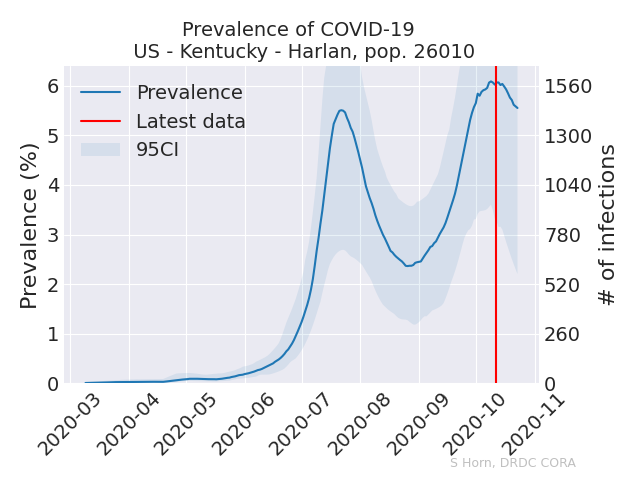 Prevalence of COVID-19
US - Kentucky - Harlan, pop. 26010
Prevalence
Latest data
95CI
Prevalence (%)
6
5
4
3
2
1
0
1560
1300
1040
780
520
260
0
# of infections
2020-03
2020-04
2020-05
2020-06
2020-07
2020-08
2020-09
2020-10
2020-11
S Horn, DRDC CORA